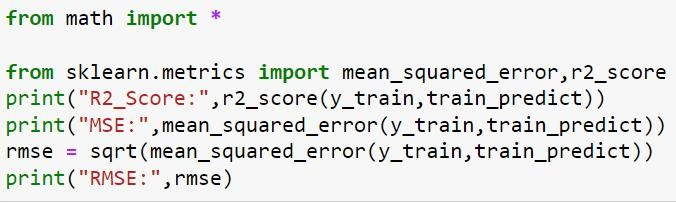 from math import *
from sklearn.metrics import mean_squared_error,r2_score
print("R2_Score:",r2_score(y_train,train_predict))
print("MSE:",mean_squared_error(y_train,train_predict))
rmse = sqrt(mean_squared_error(y_train,train_predict))
print("RMSE:",rmse)